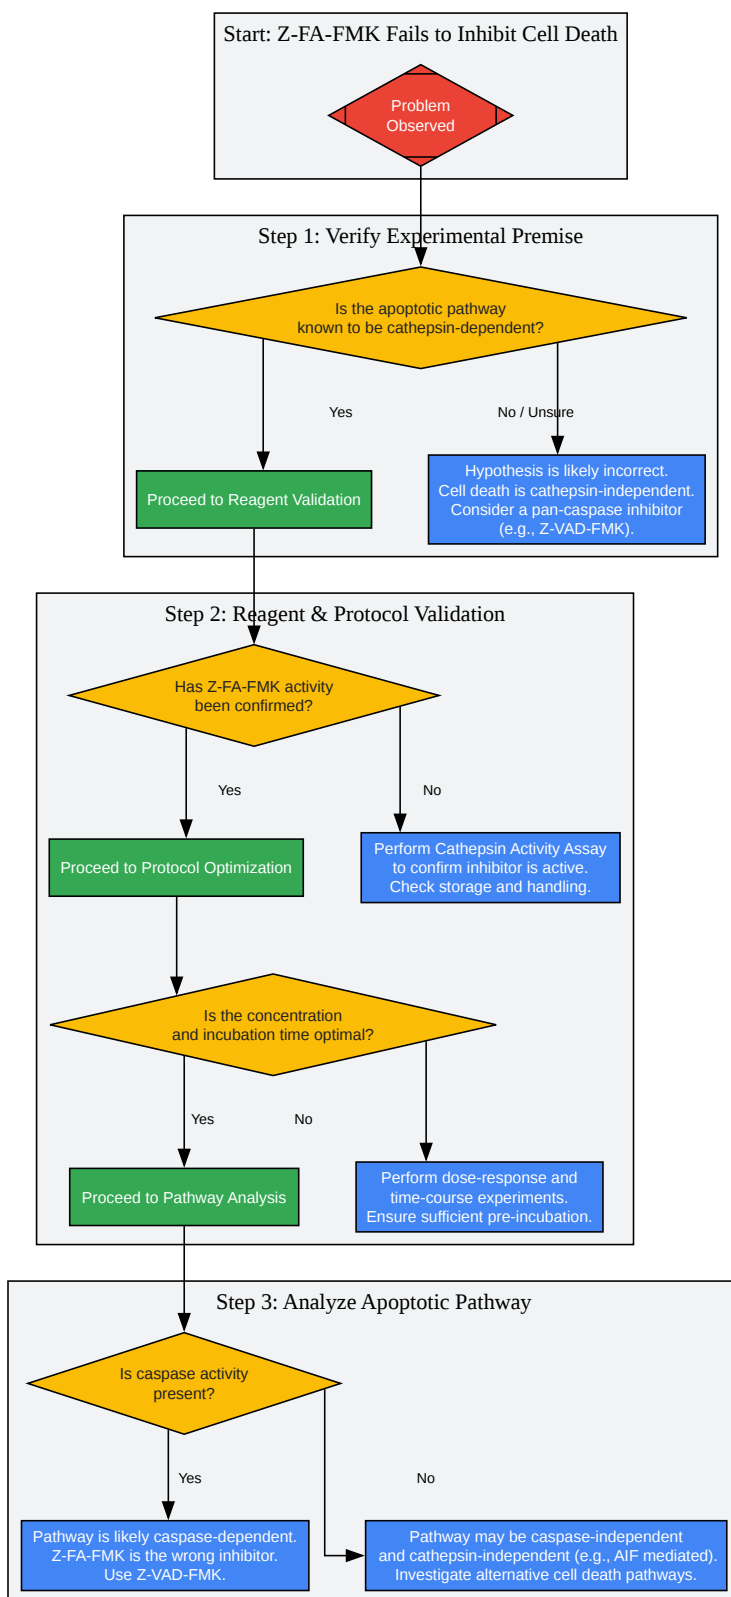 Start: Z-FA-FMK Fails to Inhibit Cell Death
Problem
Observed
Step 1: Verify Experimental Premise
Is the apoptotic pathway
known to be cathepsin-dependent?
Yes
No / Unsure
Proceed to Reagent Validation
Hypothesis is likely incorrect.
Cell death is cathepsin-independent.
Consider a pan-caspase inhibitor
(e.g., Z-VAD-FMK).
Step 2: Reagent & Protocol Validation
Has Z-FA-FMK activity
been confirmed?
Yes
No
Proceed to Protocol Optimization
Perform Cathepsin Activity Assay
to confirm inhibitor is active.
Check storage and handling.
Is the concentration
and incubation time optimal?
Yes
No
Proceed to Pathway Analysis
Perform dose-response and
time-course experiments.
Ensure sufficient pre-incubation.
Step 3: Analyze Apoptotic Pathway
Is caspase activity
present?
Yes
No
Pathway is likely caspase-dependent.
Z-FA-FMK is the wrong inhibitor.
Use Z-VAD-FMK.
Pathway may be caspase-independent
and cathepsin-independent (e.g., AIF mediated).
Investigate alternative cell death pathways.